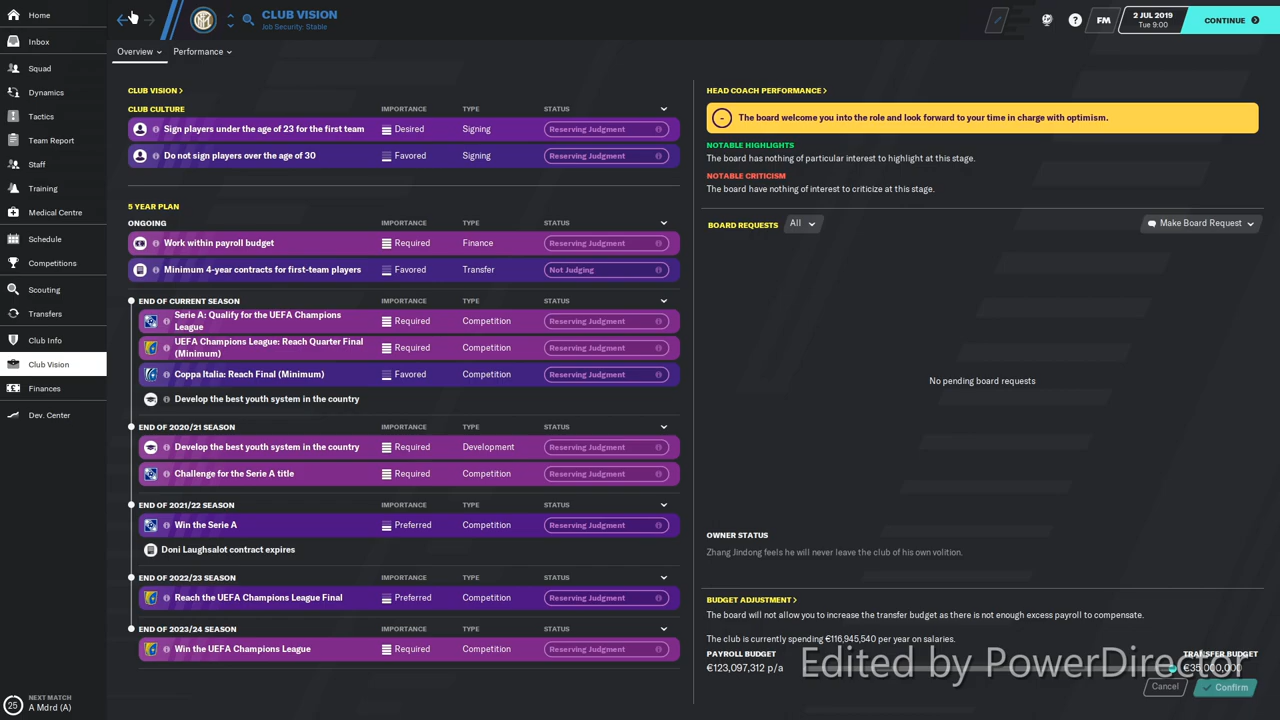 Home
Inbox
Squad
Dynamics
Tactics
Team Report
Staff
Training
Medical Centre
Schedule
Competitions
Scouting
Transfers
Club Info
Club Vision
Finances
Dev. Center
NEXT MATCH
25 A Mdrd (A)
CLUB VISION
Job Security: Stable
? FM
2 JUL 2019
Tue 9:00
CONTINUE
Overview Performance
CLUB VISION >
CLUB CULTURE IMPORTANCE TYPE STATUS
Sign players under the age of 23 for the first team Desired Signing Reserving Judgment
Do not sign players over the age of 30 Favored Signing Reserving Judgment
5 YEAR PLAN
ONGOING IMPORTANCE TYPE STATUS
Work within payroll budget Required Finance Reserving Judgment
Minimum 4-year contracts for first-team players Favored Transfer Not Judging
END OF CURRENT SEASON IMPORTANCE TYPE STATUS
Serie A: Qualify for the UEFA Champions
League Required Competition Reserving Judgment
UEFA Champions League: Reach Quarter Final
(Minimum) Required Competition Reserving Judgment
Coppa Italia: Reach Final (Minimum) Favored Competition Reserving Judgment
Develop the best youth system in the country
END OF 2020/21 SEASON IMPORTANCE TYPE STATUS
Develop the best youth system in the country Required Development Reserving Judgment
Challenge for the Serie A title Required Competition Reserving Judgment
END OF 2021/22 SEASON IMPORTANCE TYPE STATUS
Win the Serie A Preferred Competition Reserving Judgment
Doni Laughsalot contract expires
END OF 2022/23 SEASON IMPORTANCE TYPE STATUS
Reach the UEFA Champions League Final Preferred Competition Reserving Judgment
END OF 2023/24 SEASON IMPORTANCE TYPE STATUS
Win the UEFA Champions League Required Competition Reserving Judgment
HEAD COACH PERFORMANCE >
- The board welcome you into the role and look forward to your time in charge with optimism.
NOTABLE HIGHLIGHTS
The board has nothing of particular interest to highlight at this stage.
NOTABLE CRITICISM
The board have nothing of interest to criticize at this stage.
BOARD REQUESTS All Make Board Request
No pending board requests
OWNER STATUS
Zhang Jindong feels he will never leave the club of his own volition.
BUDGET ADJUSTMENT >
The board will not allow you to increase the transfer budget as there is not enough excess payroll to compensate.
The club is currently spending €116,945,540 per year on salaries.
PAYROLL BUDGET TRANSFER BUDGET
€123,097,312 p/a €35,000,000
Edited by PowerDirector
Cancel Confirm